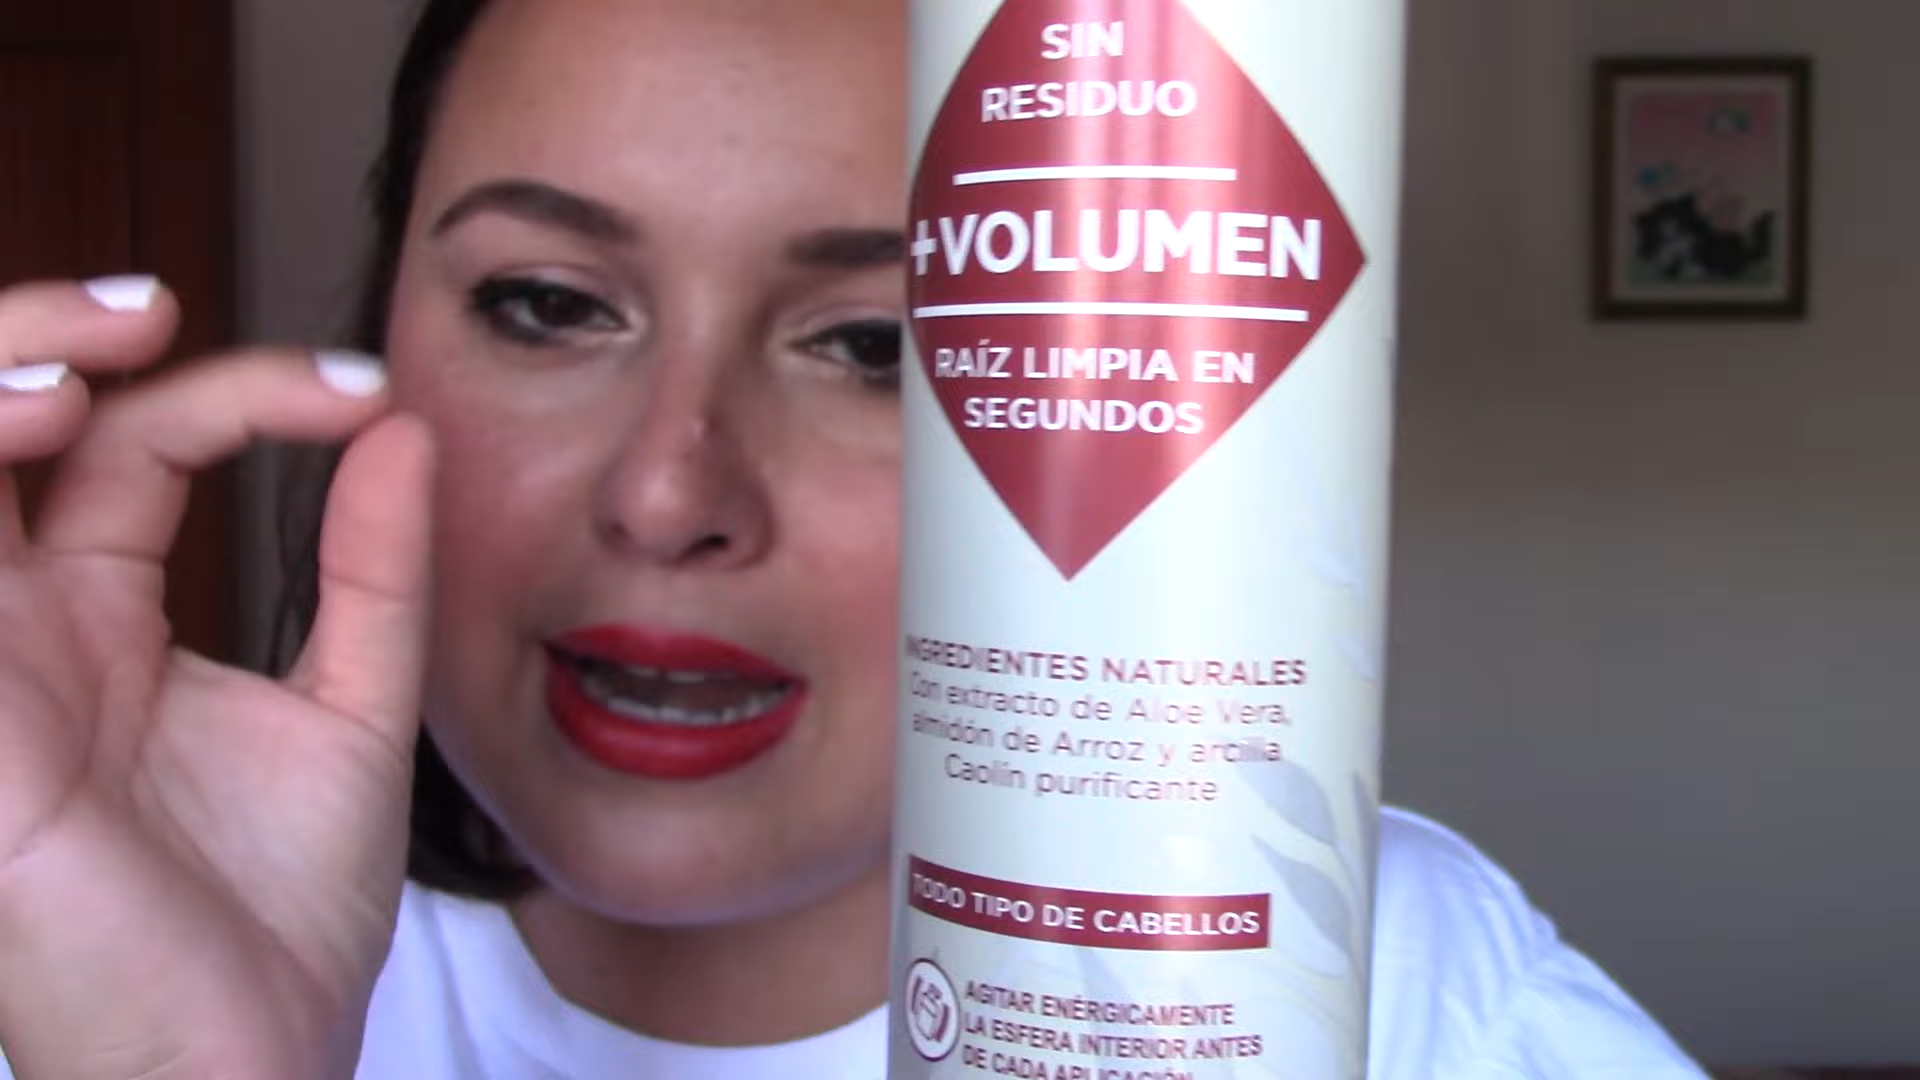 SIN
RESIDUO
+VOLUMEN
RAÍZ LIMPIA EN
SEGUNDOS
INGREDIENTES NATURALES
Con extracto de Aloe Vera,
almidón de Arroz y arcilla
Caolín purificante
TODO TIPO DE CABELLOS
AGITAR ENÉRGICAMENTE
LA ESFERA INTERIOR ANTES
DE CADA APLICACIÓN